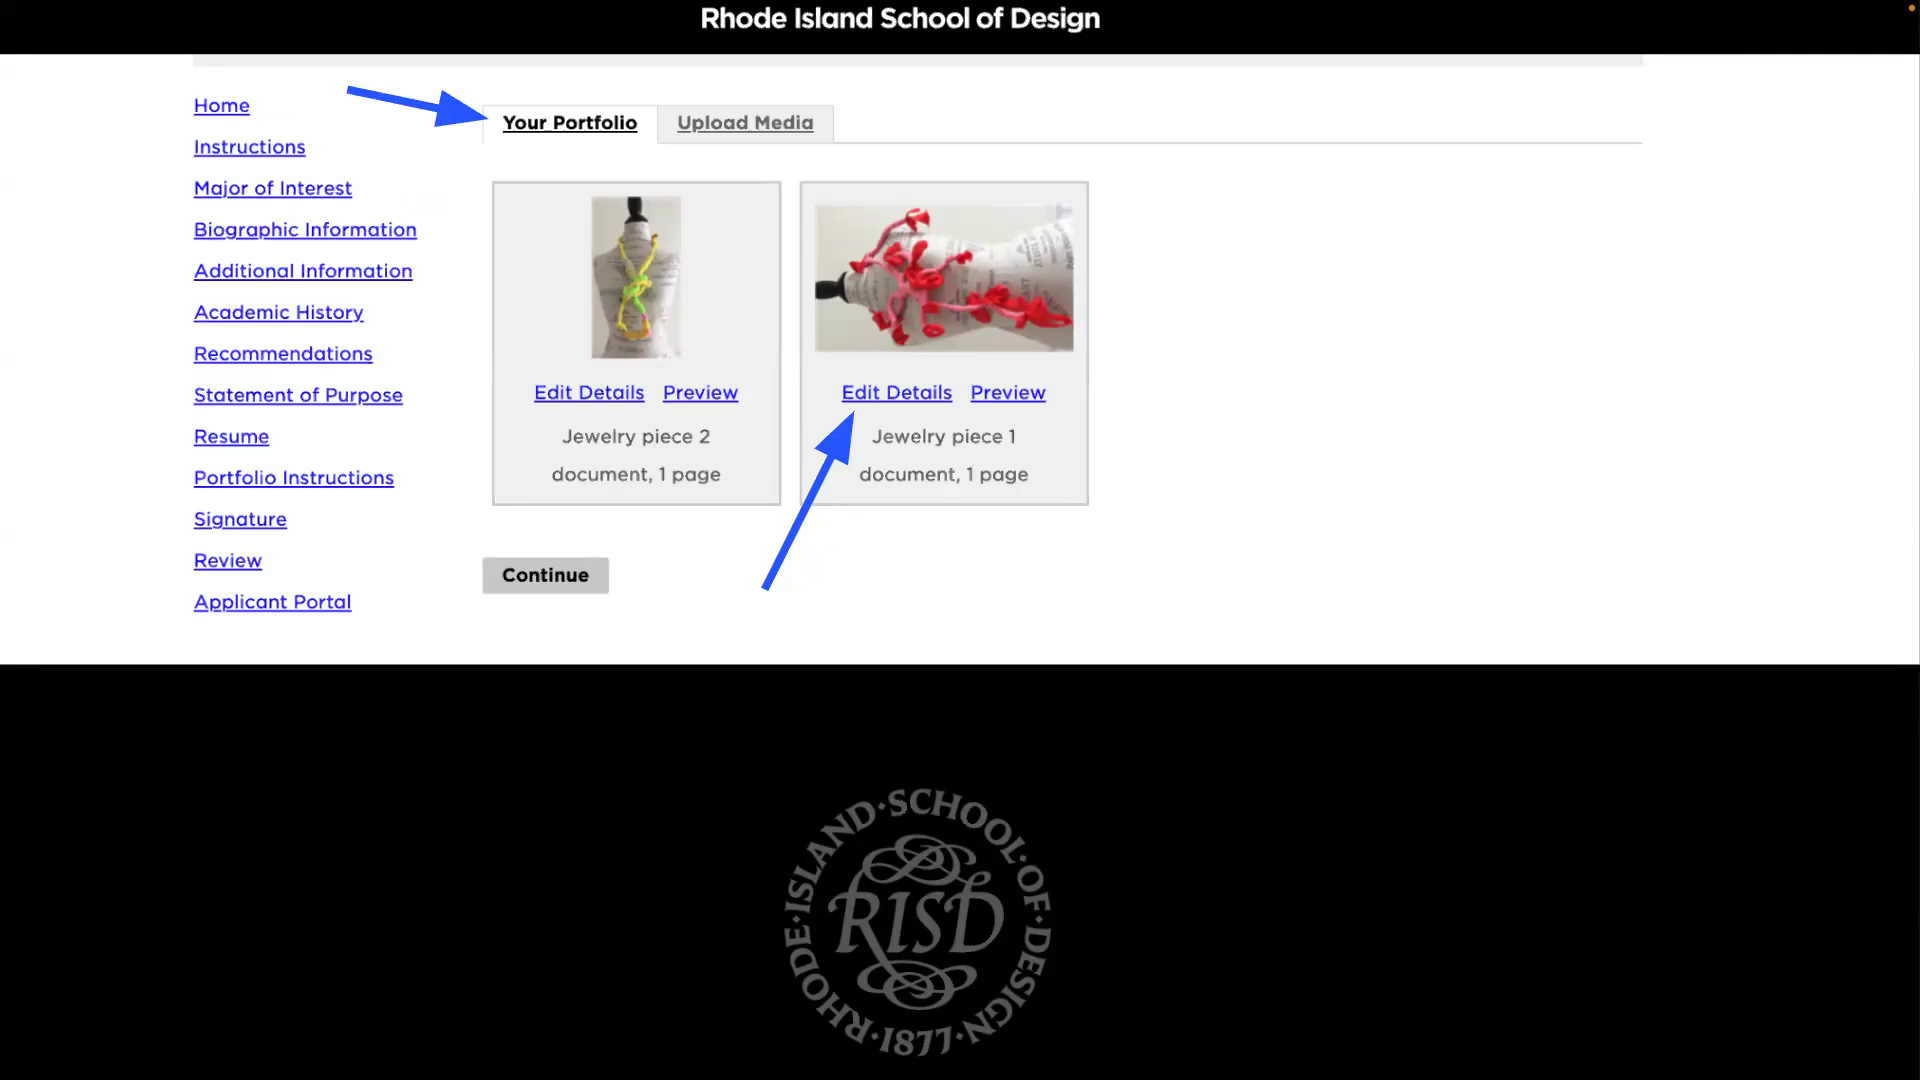 Rhode Island School of Design
Home
Instructions
Major of Interest
Biographic Information
Additional Information
Academic History
Recommendations
Statement of Purpose
Resume
Portfolio Instructions
Signature
Review
Applicant Portal
Your Portfolio Upload Media
Edit Details Preview
Jewelry piece 2
document, 1 page
Edit Details Preview
Jewelry piece 1
document, 1 page
Continue
RHODE·ISLAND·SCHOOL·OF·DESIGN·1877·
RISD